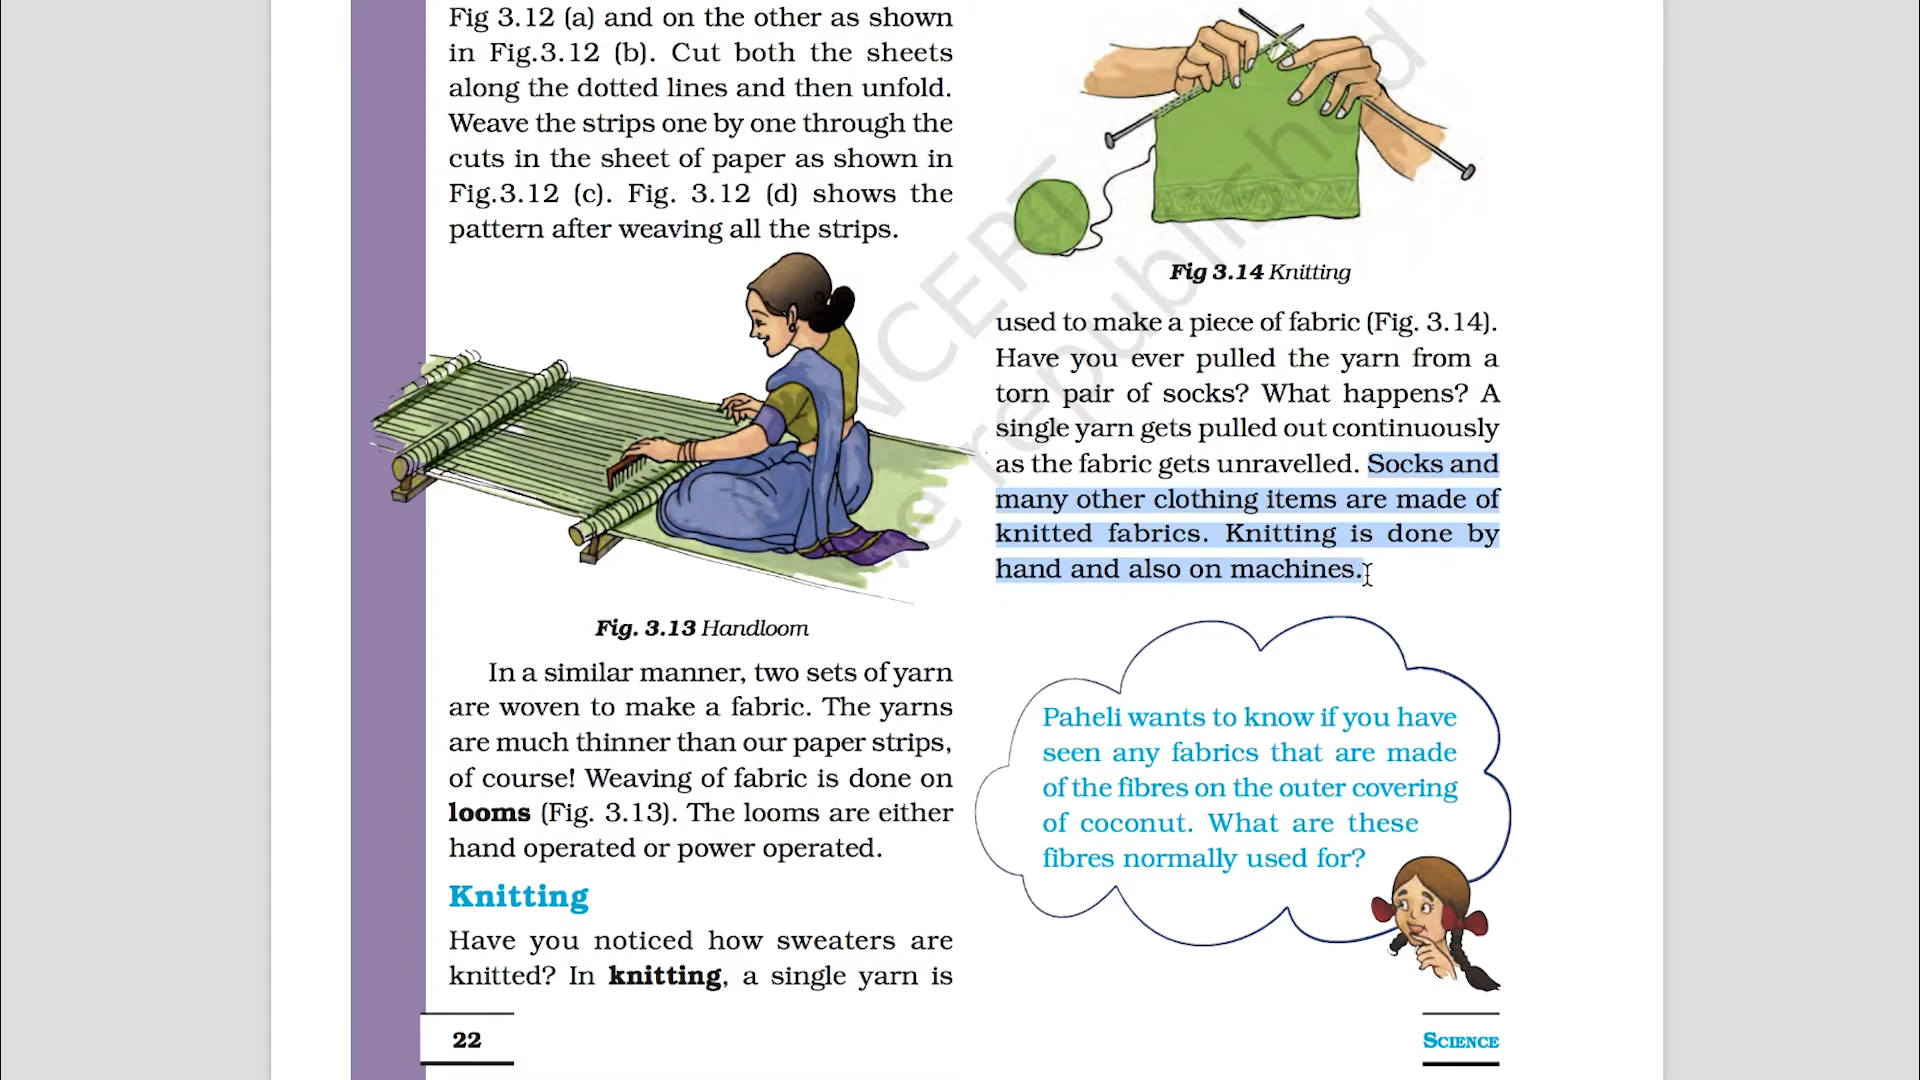 Fig 3.12 (a) and on the other as shown
in Fig.3.12 (b). Cut both the sheets
along the dotted lines and then unfold.
Weave the strips one by one through the
cuts in the sheet of paper as shown in
Fig.3.12 (c). Fig. 3.12 (d) shows the
pattern after weaving all the strips.
Fig. 3.13 Handloom
In a similar manner, two sets of yarn
are woven to make a fabric. The yarns
are much thinner than our paper strips,
of course! Weaving of fabric is done on
looms (Fig. 3.13). The looms are either
hand operated or power operated.
Knitting
Have you noticed how sweaters are
knitted? In knitting, a single yarn is
Fig 3.14 Knitting
used to make a piece of fabric (Fig. 3.14).
Have you ever pulled the yarn from a
torn pair of socks? What happens? A
single yarn gets pulled out continuously
as the fabric gets unravelled. Socks and
many other clothing items are made of
knitted fabrics. Knitting is done by
hand and also on machines.
Paheli wants to know if you have
seen any fabrics that are made
of the fibres on the outer covering
of coconut. What are these
fibres normally used for?
22
SCIENCE
NCERT
republished